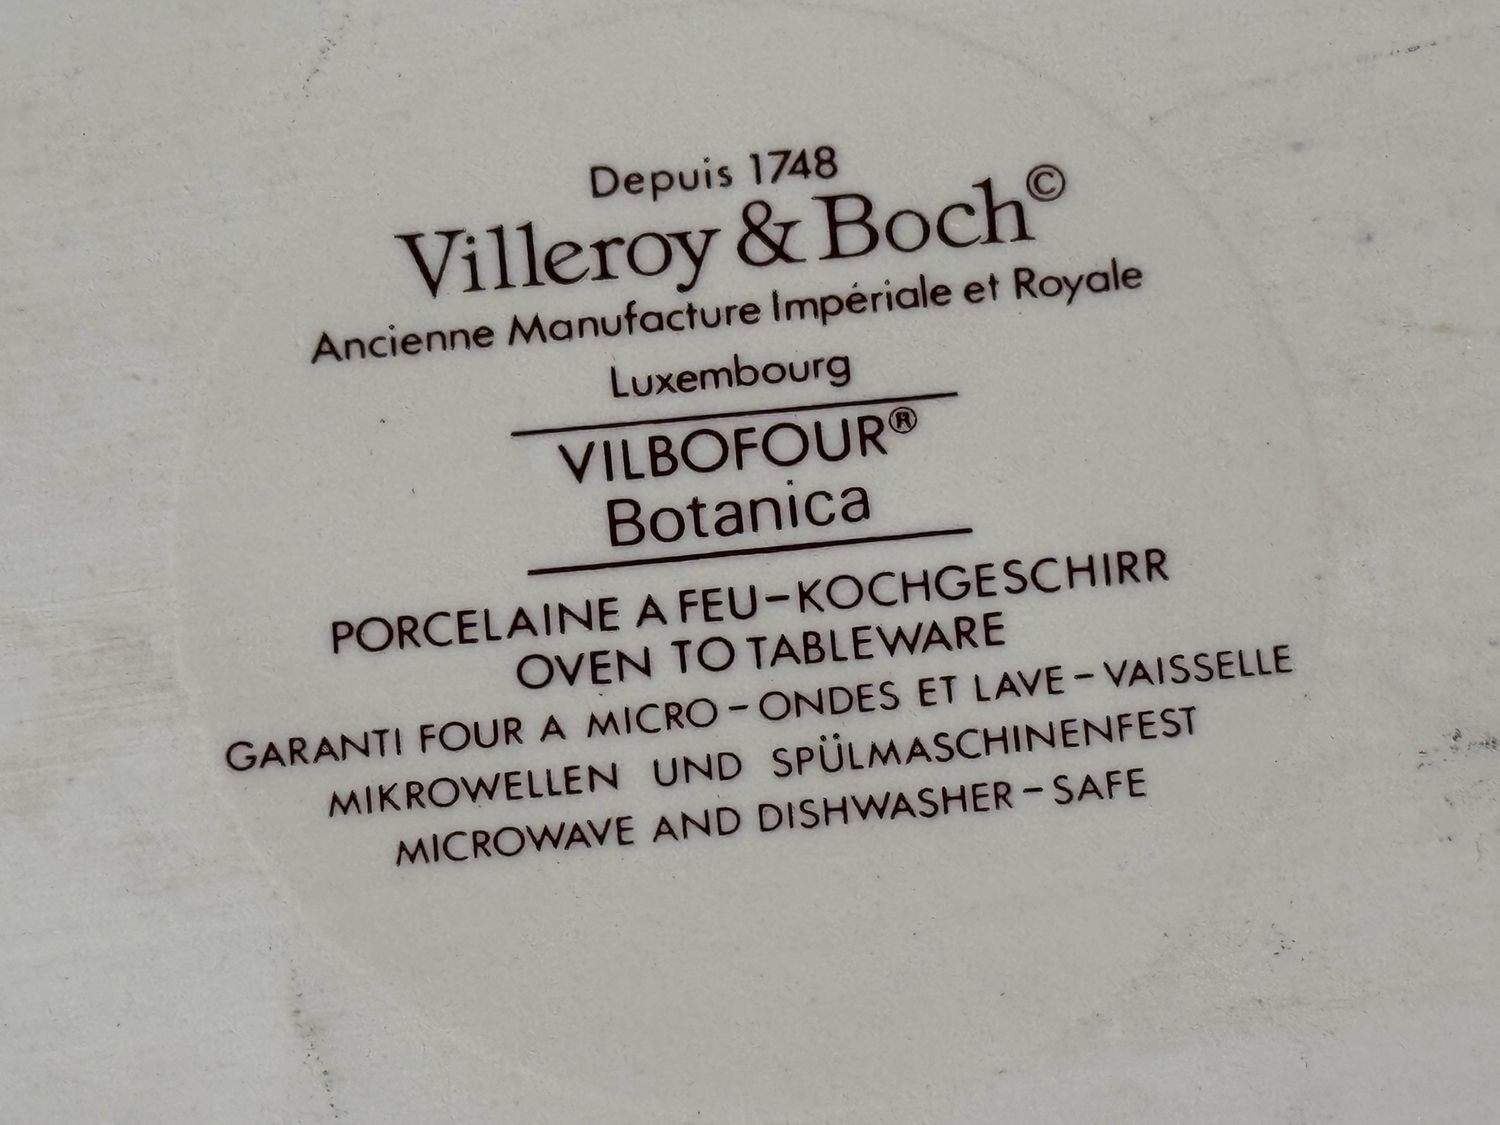 Depuis 1748
Villeroy & Boch©
Ancienne Manufacture Impériale et Royale
Luxembourg
VILBOFOUR®
Botanica
PORCELAINE A FEU–KOCHGESCHIRR
OVEN TO TABLEWARE
GARANTI FOUR A MICRO–ONDES ET LAVE–VAISSELLE
MIKROWELLEN UND SPÜLMASCHINENFEST
MICROWAVE AND DISHWASHER–SAFE